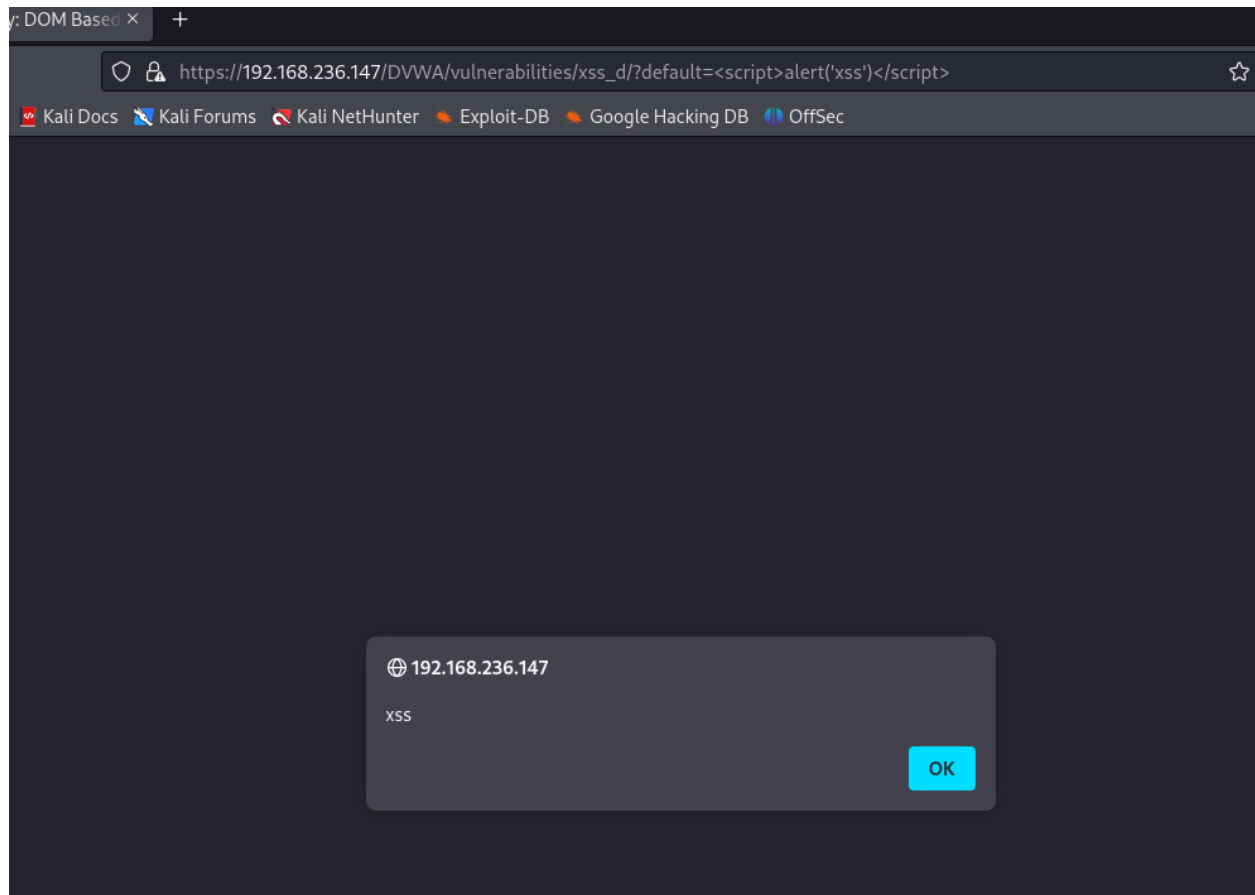 y: DOM Based
https://192.168.236.147/DVWA/vulnerabilities/xss_d/?default=<script>alert('xss')</script>
Kali Docs Kali Forums Kali NetHunter Exploit-DB Google Hacking DB OffSec
192.168.236.147
xss
OK